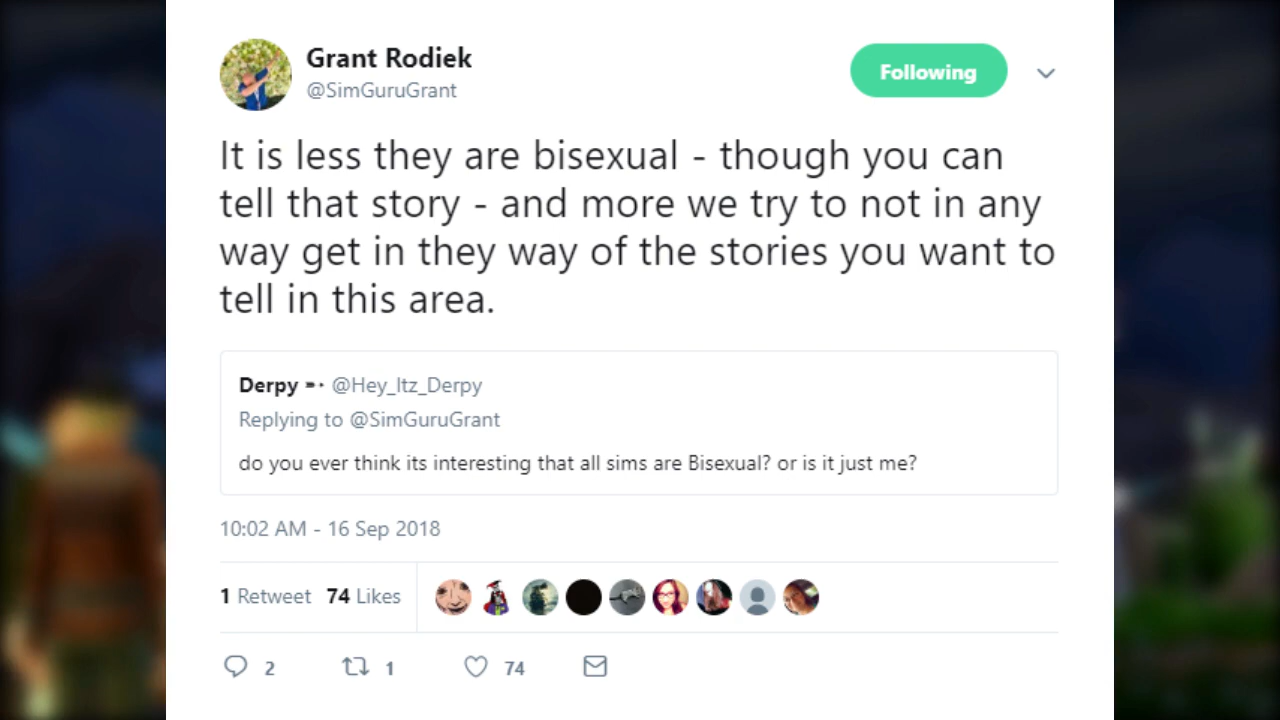 Grant Rodiek
@SimGuruGrant
Following
It is less they are bisexual - though you can
tell that story - and more we try to not in any
way get in they way of the stories you want to
tell in this area.
Derpy @Hey_Itz_Derpy
Replying to @SimGuruGrant
do you ever think its interesting that all sims are Bisexual? or is it just me?
10:02 AM - 16 Sep 2018
1 Retweet 74 Likes
2 1 74